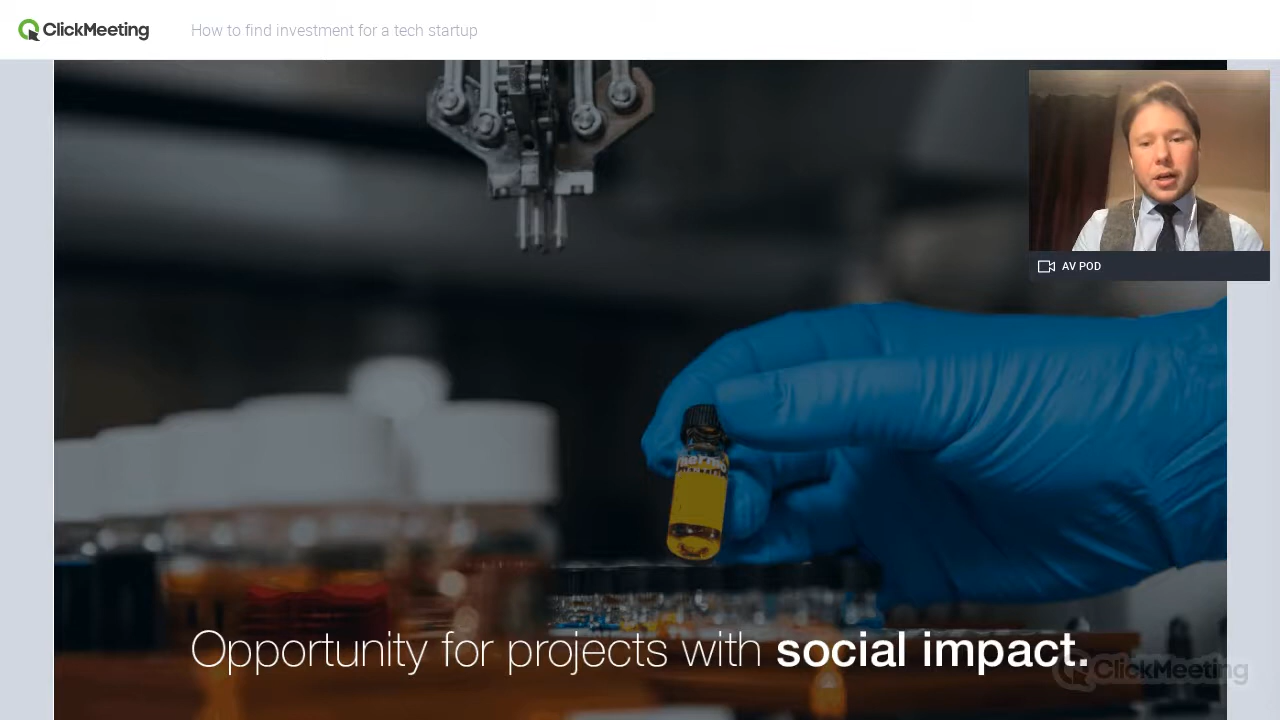 ClickMeeting
How to find investment for a tech startup
AV POD
Opportunity for projects with social impact.
ClickMeeting